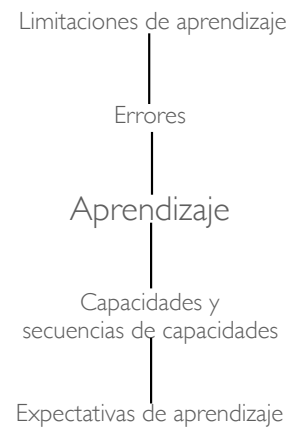 Limitaciones de aprendizaje
Errores
Aprendizaje
Capacidades y
secuencias de capacidades
Expectativas de aprendizaje